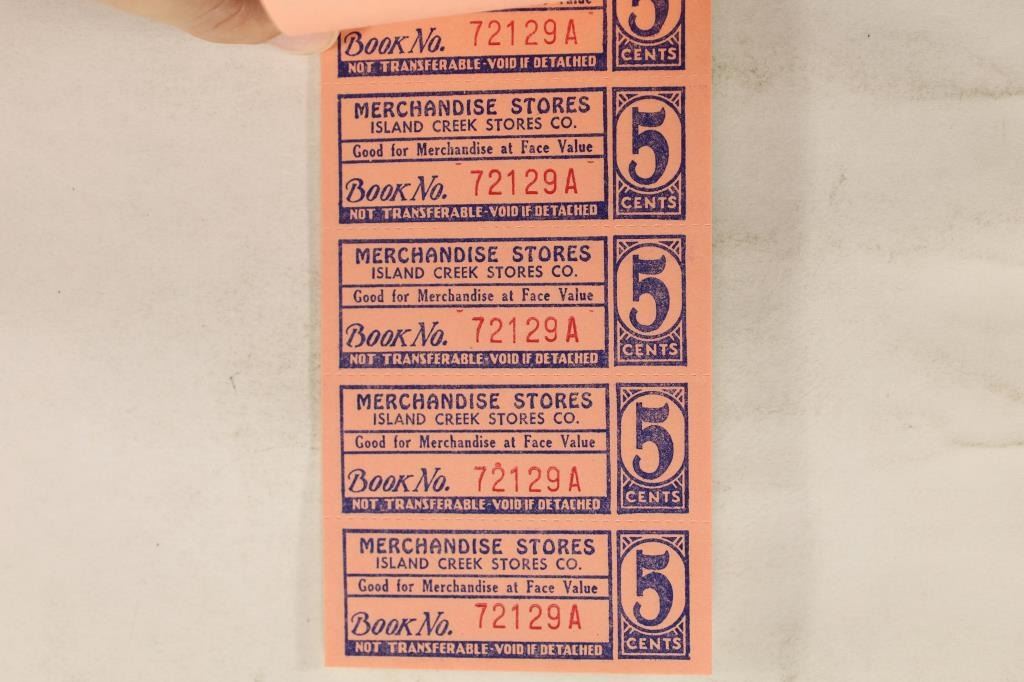 Value
Book No. 72129A
NOT TRANSFERABLE-VOID IF DETACHED
5
CENTS
MERCHANDISE STORES
ISLAND CREEK STORES CO.
Good for Merchandise at Face Value
Book No. 72129A
NOT TRANSFERABLE-VOID IF DETACHED
5
CENTS
MERCHANDISE STORES
ISLAND CREEK STORES CO.
Good for Merchandise at Face Value
Book No. 72129A
NOT TRANSFERABLE-VOID IF DETACHED
5
CENTS
MERCHANDISE STORES
ISLAND CREEK STORES CO.
Good for Merchandise at Face Value
Book No. 72129A
NOT TRANSFERABLE-VOID IF DETACHED
5
CENTS
MERCHANDISE STORES
ISLAND CREEK STORES CO.
Good for Merchandise at Face Value
Book No. 72129A
NOT TRANSFERABLE-VOID IF DETACHED
5
CENTS